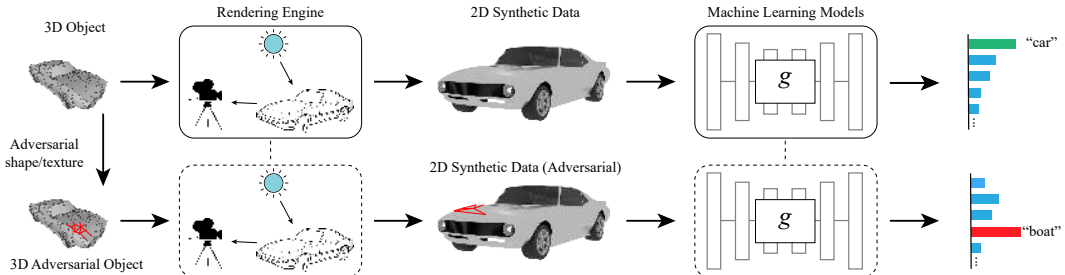 Rendering Engine
2D Synthetic Data
Machine Learning Models
3D Object
"car"
g
Adversarial
shape/texture
2D Synthetic Data (Adversarial)
g
"boat"
3D Adversarial Object